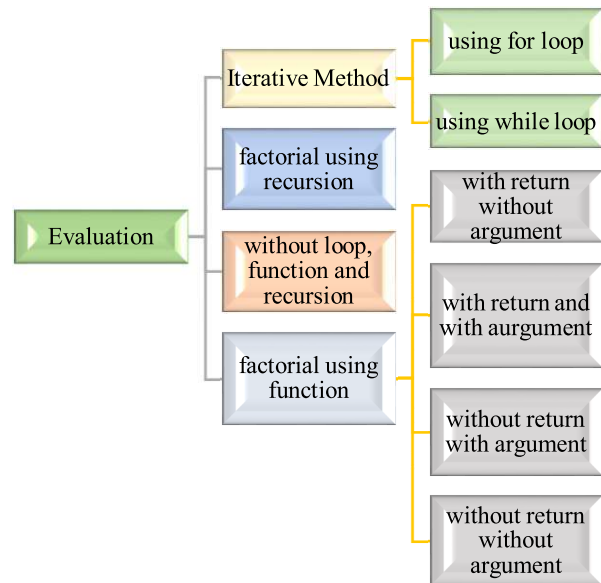 Evaluation
Iterative Method
using for loop
using while loop
factorial using
recursion
without loop,
function and
recursion
factorial using
function
with return
without
argument
with return and
with aurgument
without return
with argument
without return
without
argument